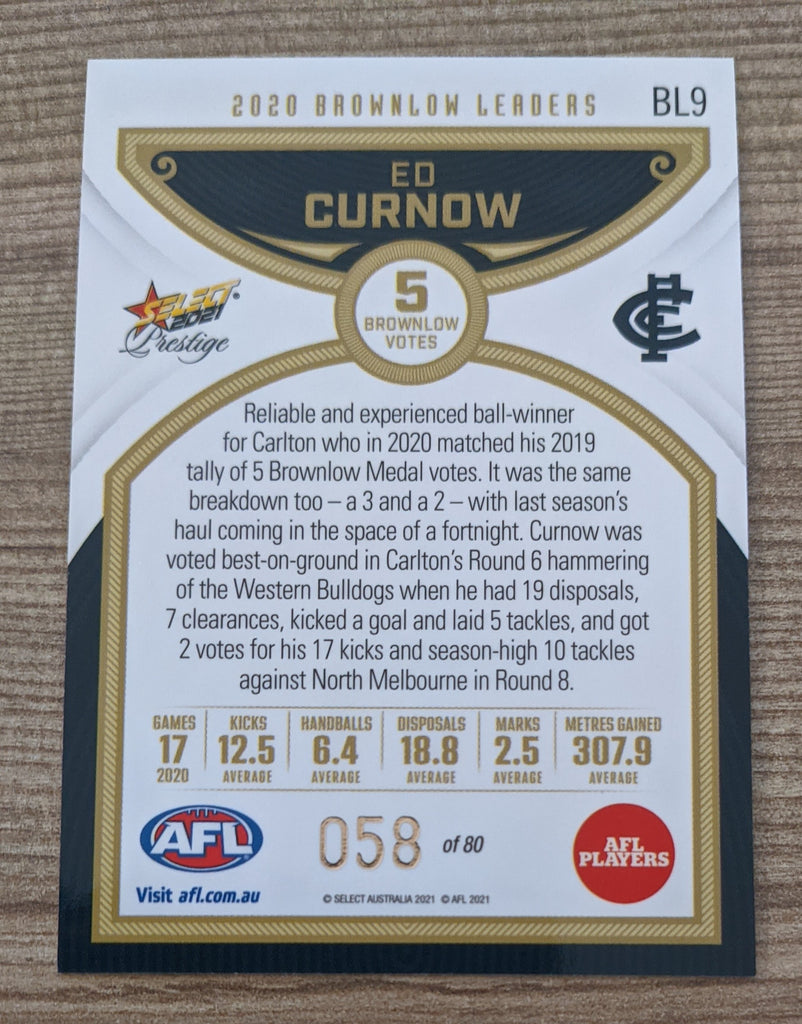 2020 BROWNLOW LEADERS
BL9
ED
CURNOW
5
BROWNLOW
VOTES
SELECT
2021
Prestige
CFC
Reliable and experienced ball-winner
for Carlton who in 2020 matched his 2019
tally of 5 Brownlow Medal votes. It was the same
breakdown too – a 3 and a 2 – with last season's
haul coming in the space of a fortnight. Curnow was
voted best-on-ground in Carlton's Round 6 hammering
of the Western Bulldogs when he had 19 disposals,
7 clearances, kicked a goal and laid 5 tackles, and got
2 votes for his 17 kicks and season-high 10 tackles
against North Melbourne in Round 8.
GAMES KICKS HANDBALLS DISPOSALS MARKS METRES GAINED
17 12.5 6.4 18.8 2.5 307.9
2020 AVERAGE AVERAGE AVERAGE AVERAGE AVERAGE
AFL
058 of 80
AFL
PLAYERS
Visit afl.com.au
© SELECT AUSTRALIA 2021 © AFL 2021